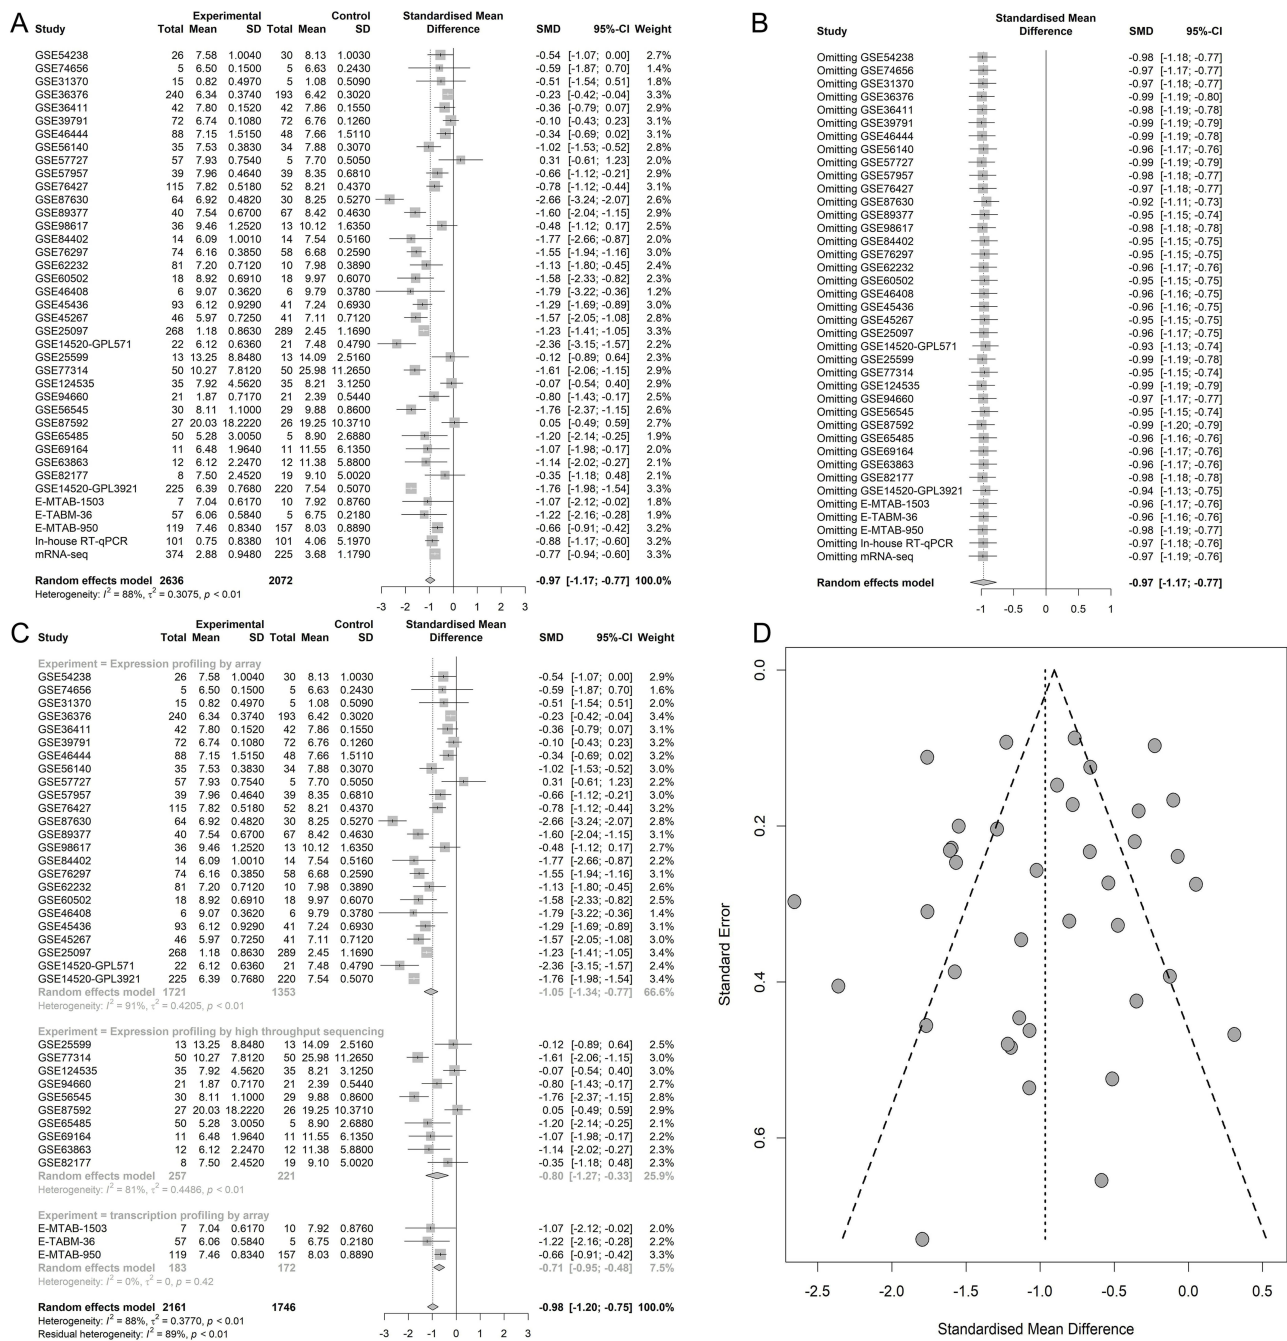 A
Experimental Control Standardised Mean
Study Total Mean SD Total Mean SD Difference SMD 95%-CI Weight
GSE54238 26 7.58 1.0040 30 8.13 1.0030 -0.54 [-1.07; 0.00] 2.7%
GSE74656 5 6.50 0.1500 5 6.63 0.2430 -0.59 [-1.87; 0.70] 1.4%
GSE31370 15 0.82 0.4970 5 1.08 0.5090 -0.51 [-1.54; 0.51] 1.8%
GSE36376 240 6.34 0.3740 193 6.42 0.3020 -0.23 [-0.42; -0.04] 3.3%
GSE36411 42 7.80 0.1520 42 7.86 0.1550 -0.36 [-0.79; 0.07] 2.9%
GSE39791 72 6.74 0.1080 72 6.76 0.1260 -0.10 [-0.43; 0.23] 3.1%
GSE46444 88 7.15 1.5150 48 7.66 1.5110 -0.34 [-0.69; 0.02] 3.1%
GSE56140 35 7.53 0.3830 34 7.88 0.3070 -1.02 [-1.53; -0.52] 2.8%
GSE57727 57 7.93 0.7540 5 7.70 0.5050 0.31 [-0.61; 1.23] 2.0%
GSE57957 39 7.96 0.4640 39 8.35 0.6810 -0.66 [-1.12; -0.21] 2.9%
GSE76427 115 7.82 0.5180 52 8.21 0.4370 -0.78 [-1.12; -0.44] 3.1%
GSE87630 64 6.92 0.4820 30 8.25 0.5270 -2.66 [-3.24; -2.07] 2.6%
GSE89377 40 7.54 0.6700 67 8.42 0.4630 -1.60 [-2.04; -1.15] 2.9%
GSE98617 36 9.46 1.2520 13 10.12 1.6350 -0.48 [-1.12; 0.17] 2.5%
GSE84402 14 6.09 1.0010 14 7.54 0.5160 -1.77 [-2.66; -0.87] 2.0%
GSE76297 74 6.16 0.3850 58 6.68 0.2590 -1.55 [-1.94; -1.16] 3.0%
GSE62232 81 7.20 0.7120 10 7.98 0.3890 -1.13 [-1.80; -0.45] 2.4%
GSE60502 18 8.92 0.6910 18 9.97 0.6070 -1.58 [-2.33; -0.82] 2.3%
GSE46408 6 9.07 0.3620 6 9.79 0.3780 -1.79 [-3.22; -0.36] 1.2%
GSE45436 93 6.12 0.9290 41 7.24 0.6930 -1.29 [-1.69; -0.89] 3.0%
GSE45267 46 5.97 0.7250 41 7.11 0.7120 -1.57 [-2.05; -1.08] 2.8%
GSE25097 268 1.18 0.8630 289 2.45 1.1690 -1.23 [-1.41; -1.05] 3.3%
GSE14520-GPL571 22 6.12 0.6360 21 7.48 0.4790 -2.36 [-3.15; -1.57] 2.2%
GSE25599 13 13.25 8.8480 13 14.09 2.5160 -0.12 [-0.89; 0.64] 2.3%
GSE77314 50 10.27 7.8120 50 25.98 11.2650 -1.61 [-2.06; -1.15] 2.9%
GSE124535 35 7.92 4.5620 35 8.21 3.1250 -0.07 [-0.54; 0.40] 2.9%
GSE94660 21 1.87 0.7170 21 2.39 0.5440 -0.80 [-1.43; -0.17] 2.5%
GSE56545 30 8.11 1.1000 29 9.88 0.8600 -1.76 [-2.37; -1.15] 2.6%
GSE87592 27 20.03 18.2220 26 19.25 10.3710 0.05 [-0.49; 0.59] 2.7%
GSE65485 50 5.28 3.0050 5 8.90 2.6880 -1.20 [-2.14; -0.25] 1.9%
GSE69164 11 6.48 1.9640 11 11.55 6.1350 -1.07 [-1.98; -0.17] 2.0%
GSE63863 12 6.12 2.2470 12 11.38 5.8800 -1.14 [-2.02; -0.27] 2.1%
GSE82177 8 7.50 2.4520 19 9.10 5.0020 -0.35 [-1.18; 0.48] 2.1%
GSE14520-GPL3921 225 6.39 0.7680 220 7.54 0.5070 -1.76 [-1.98; -1.54] 3.2%
E-MTAB-1503 7 7.04 0.6170 10 7.92 0.8760 -1.07 [-2.12; -0.02] 1.8%
E-TABM-36 57 6.06 0.5840 5 6.75 0.2180 -1.22 [-2.16; -0.28] 2.0%
E-MTAB-950 119 7.46 0.8340 157 8.03 0.8890 -0.66 [-0.91; -0.42] 3.2%
In-house RT-qPCR 101 0.75 0.8380 101 4.06 5.1970 -0.88 [-1.17; -0.60] 3.2%
mRNA-seq 374 2.88 0.9480 225 3.68 1.1790 -0.77 [-0.94; -0.60] 3.3%
Random effects model 2636 2072 -0.97 [-1.17; -0.77] 100.0%
Heterogeneity: I² = 88%, τ² = 0.3075, p < 0.01
-3 -2 -1 0 1 2 3
B
Standardised Mean
Study Difference SMD 95%-CI
Omitting GSE54238 -0.98 [-1.18; -0.77]
Omitting GSE74656 -0.97 [-1.17; -0.77]
Omitting GSE31370 -0.97 [-1.18; -0.77]
Omitting GSE36376 -0.99 [-1.19; -0.80]
Omitting GSE36411 -0.98 [-1.19; -0.78]
Omitting GSE39791 -0.99 [-1.19; -0.79]
Omitting GSE46444 -0.99 [-1.19; -0.78]
Omitting GSE56140 -0.96 [-1.17; -0.76]
Omitting GSE57727 -0.99 [-1.19; -0.79]
Omitting GSE57957 -0.98 [-1.18; -0.77]
Omitting GSE76427 -0.97 [-1.18; -0.77]
Omitting GSE87630 -0.92 [-1.11; -0.73]
Omitting GSE89377 -0.95 [-1.15; -0.74]
Omitting GSE98617 -0.98 [-1.18; -0.78]
Omitting GSE84402 -0.95 [-1.15; -0.75]
Omitting GSE76297 -0.95 [-1.15; -0.75]
Omitting GSE62232 -0.96 [-1.17; -0.76]
Omitting GSE60502 -0.95 [-1.15; -0.75]
Omitting GSE46408 -0.96 [-1.16; -0.75]
Omitting GSE45436 -0.96 [-1.16; -0.75]
Omitting GSE45267 -0.95 [-1.15; -0.75]
Omitting GSE25097 -0.96 [-1.17; -0.75]
Omitting GSE14520-GPL571 -0.93 [-1.13; -0.74]
Omitting GSE25599 -0.99 [-1.19; -0.78]
Omitting GSE77314 -0.95 [-1.15; -0.74]
Omitting GSE124535 -0.99 [-1.19; -0.79]
Omitting GSE94660 -0.97 [-1.17; -0.77]
Omitting GSE56545 -0.95 [-1.15; -0.74]
Omitting GSE87592 -0.99 [-1.20; -0.79]
Omitting GSE65485 -0.96 [-1.16; -0.76]
Omitting GSE69164 -0.96 [-1.17; -0.76]
Omitting GSE63863 -0.96 [-1.17; -0.76]
Omitting GSE82177 -0.98 [-1.18; -0.78]
Omitting GSE14520-GPL3921 -0.94 [-1.13; -0.75]
Omitting E-MTAB-1503 -0.96 [-1.17; -0.76]
Omitting E-TABM-36 -0.96 [-1.16; -0.76]
Omitting E-MTAB-950 -0.98 [-1.19; -0.77]
Omitting In-house RT-qPCR -0.97 [-1.18; -0.76]
Omitting mRNA-seq -0.97 [-1.19; -0.76]
Random effects model -0.97 [-1.17; -0.77]
-1 -0.5 0 0.5 1
C
Experimental Control Standardised Mean
Study Total Mean SD Total Mean SD Difference SMD 95%-CI Weight
Experiment = Expression profiling by array
GSE54238 26 7.58 1.0040 30 8.13 1.0030 -0.54 [-1.07; 0.00] 2.9%
GSE74656 5 6.50 0.1500 5 6.63 0.2430 -0.59 [-1.87; 0.70] 1.6%
GSE31370 15 0.82 0.4970 5 1.08 0.5090 -0.51 [-1.54; 0.51] 2.0%
GSE36376 240 6.34 0.3740 193 6.42 0.3020 -0.23 [-0.42; -0.04] 3.4%
GSE36411 42 7.80 0.1520 42 7.86 0.1550 -0.36 [-0.79; 0.07] 3.1%
GSE39791 72 6.74 0.1080 72 6.76 0.1260 -0.10 [-0.43; 0.23] 3.2%
GSE46444 88 7.15 1.5150 48 7.66 1.5110 -0.34 [-0.69; 0.02] 3.2%
GSE56140 35 7.53 0.3830 34 7.88 0.3070 -1.02 [-1.53; -0.52] 2.9%
GSE57727 57 7.93 0.7540 5 7.70 0.5050 0.31 [-0.61; 1.23] 2.2%
GSE57957 39 7.96 0.4640 39 8.35 0.6810 -0.66 [-1.12; -0.21] 3.0%
GSE76427 115 7.82 0.5180 52 8.21 0.4370 -0.78 [-1.12; -0.44] 3.2%
GSE87630 64 6.92 0.4820 30 8.25 0.5270 -2.66 [-3.24; -2.07] 2.8%
GSE89377 40 7.54 0.6700 67 8.42 0.4630 -1.60 [-2.04; -1.15] 3.1%
GSE98617 36 9.46 1.2520 13 10.12 1.6350 -0.48 [-1.12; 0.17] 2.7%
GSE84402 14 6.09 1.0010 14 7.54 0.5160 -1.77 [-2.66; -0.87] 2.2%
GSE76297 74 6.16 0.3850 58 6.68 0.2590 -1.55 [-1.94; -1.16] 3.1%
GSE62232 81 7.20 0.7120 10 7.98 0.3890 -1.13 [-1.80; -0.45] 2.6%
GSE60502 18 8.92 0.6910 18 9.97 0.6070 -1.58 [-2.33; -0.82] 2.5%
GSE46408 6 9.07 0.3620 6 9.79 0.3780 -1.79 [-3.22; -0.36] 1.4%
GSE45436 93 6.12 0.9290 41 7.24 0.6930 -1.29 [-1.69; -0.89] 3.1%
GSE45267 46 5.97 0.7250 41 7.11 0.7120 -1.57 [-2.05; -1.08] 3.0%
GSE25097 268 1.18 0.8630 289 2.45 1.1690 -1.23 [-1.41; -1.05] 3.4%
GSE14520-GPL571 22 6.12 0.6360 21 7.48 0.4790 -2.36 [-3.15; -1.57] 2.4%
GSE14520-GPL3921 225 6.39 0.7680 220 7.54 0.5070 -1.76 [-1.98; -1.54] 3.4%
Random effects model 1721 1353 -1.05 [-1.34; -0.77] 66.6%
Heterogeneity: I² = 91%, τ² = 0.4205, p < 0.01
Experiment = Expression profiling by high throughput sequencing
GSE25599 13 13.25 8.8480 13 14.09 2.5160 -0.12 [-0.89; 0.64] 2.5%
GSE77314 50 10.27 7.8120 50 25.98 11.2650 -1.61 [-2.06; -1.15] 3.0%
GSE124535 35 7.92 4.5620 35 8.21 3.1250 -0.07 [-0.54; 0.40] 3.0%
GSE94660 21 1.87 0.7170 21 2.39 0.5440 -0.80 [-1.43; -0.17] 2.7%
GSE56545 30 8.11 1.1000 29 9.88 0.8600 -1.76 [-2.37; -1.15] 2.8%
GSE87592 27 20.03 18.2220 26 19.25 10.3710 0.05 [-0.49; 0.59] 2.9%
GSE65485 50 5.28 3.0050 5 8.90 2.6880 -1.20 [-2.14; -0.25] 2.1%
GSE69164 11 6.48 1.9640 11 11.55 6.1350 -1.07 [-1.98; -0.17] 2.2%
GSE63863 12 6.12 2.2470 12 11.38 5.8800 -1.14 [-2.02; -0.27] 2.3%
GSE82177 8 7.50 2.4520 19 9.10 5.0020 -0.35 [-1.18; 0.48] 2.3%
Random effects model 257 221 -0.80 [-1.27; -0.33] 25.9%
Heterogeneity: I² = 81%, τ² = 0.4486, p < 0.01
Experiment = transcription profiling by array
E-MTAB-1503 7 7.04 0.6170 10 7.92 0.8760 -1.07 [-2.12; -0.02] 2.0%
E-TABM-36 57 6.06 0.5840 5 6.75 0.2180 -1.22 [-2.16; -0.28] 2.2%
E-MTAB-950 119 7.46 0.8340 157 8.03 0.8890 -0.66 [-0.91; -0.42] 3.3%
Random effects model 183 172 -0.71 [-0.95; -0.48] 7.5%
Heterogeneity: I² = 0%, τ² = 0, p = 0.42
Random effects model 2161 1746 -0.98 [-1.20; -0.75] 100.0%
Heterogeneity: I² = 88%, τ² = 0.3770, p < 0.01
Residual heterogeneity: I² = 89%, p < 0.01
-3 -2 -1 0 1 2 3
D
Standard Error
0.0
0.2
0.4
0.6
-2.5 -2.0 -1.5 -1.0 -0.5 0.0
Standardised Mean Difference